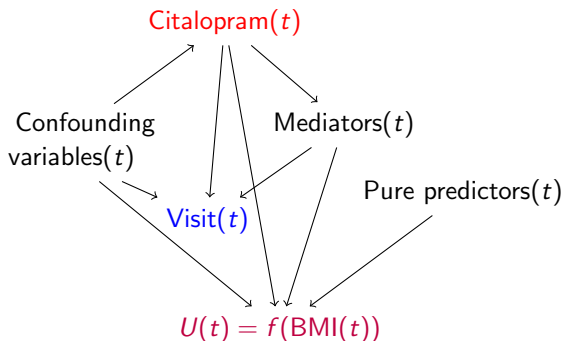 Citalopram(t)
Confounding
variables(t)
Mediators(t)
Pure predictors(t)
Visit(t)
U(t) = f(BMI(t))